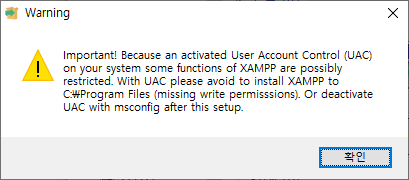 Warning
Important! Because an activated User Account Control (UAC)
on your system some functions of XAMPP are possibly
restricted. With UAC please avoid to install XAMPP to
C:₩Program Files (missing write permisssions). Or deactivate
UAC with msconfig after this setup.
확인